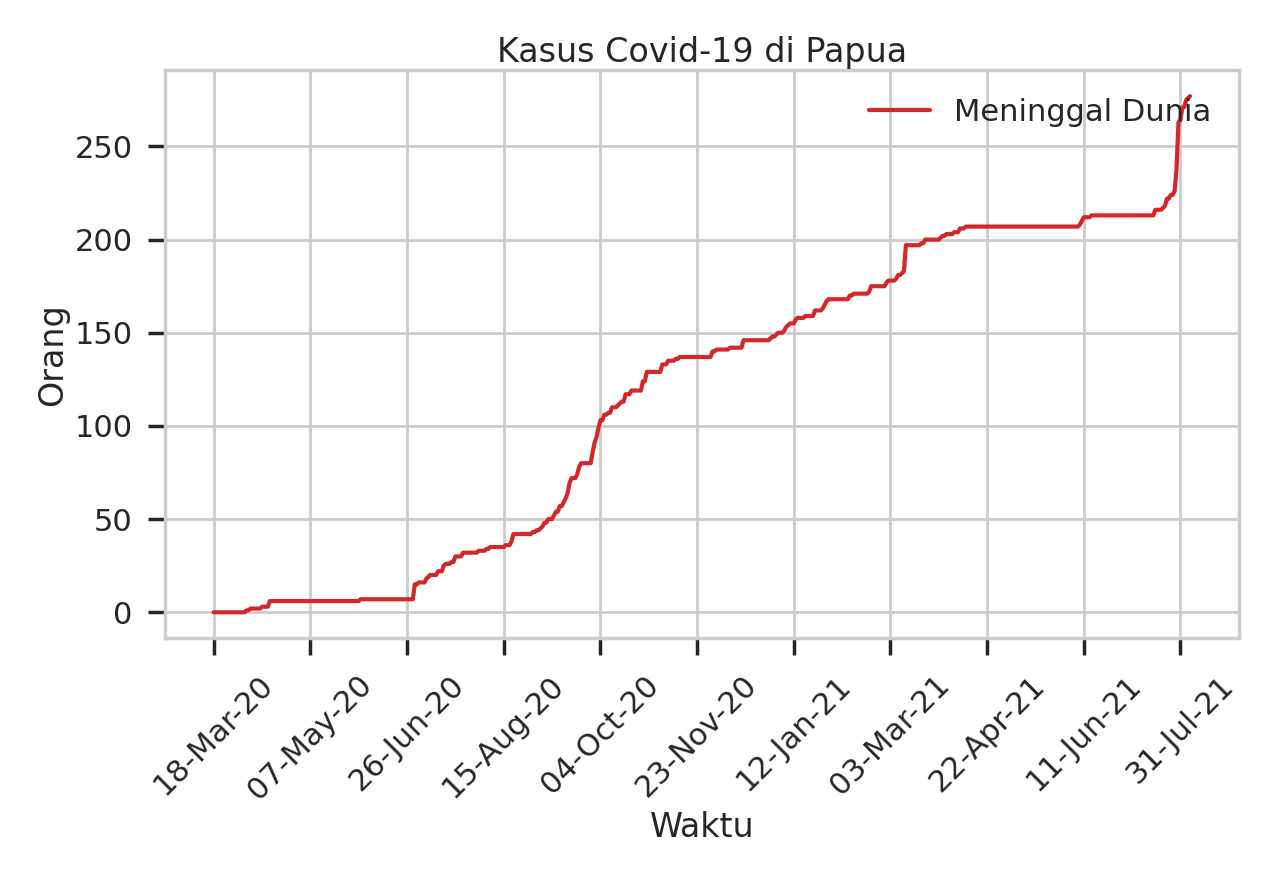 Kasus Covid-19 di Papua
Meninggal Dunia
Orang
250
200
150
100
50
0
18-Mar-20
07-May-20
26-Jun-20
15-Aug-20
04-Oct-20
23-Nov-20
12-Jan-21
03-Mar-21
22-Apr-21
11-Jun-21
31-Jul-21
Waktu